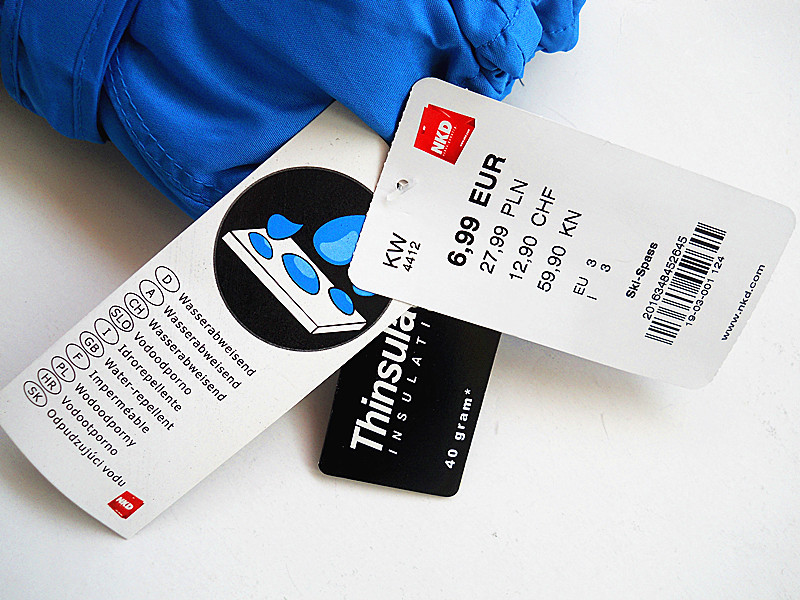 NKD
KW
4412
6,99 EUR
27,99 PLN
12,90 CHF
59,90 KN
EU 3
I 3
Ski-Spass
2016348452645
19-03-001 124
www.nkd.com
D Wasserabweisend
A Wasserabweisend
CH Wasserabweisend
SLO Vodoodporno
I Idrorepellente
GB Water-repellent
F Imperméable
PL Wodoodporny
HR Vodootporno
SK Odpudzujúci vodu
NKD
Thinsula
INSULATI
40 gram*